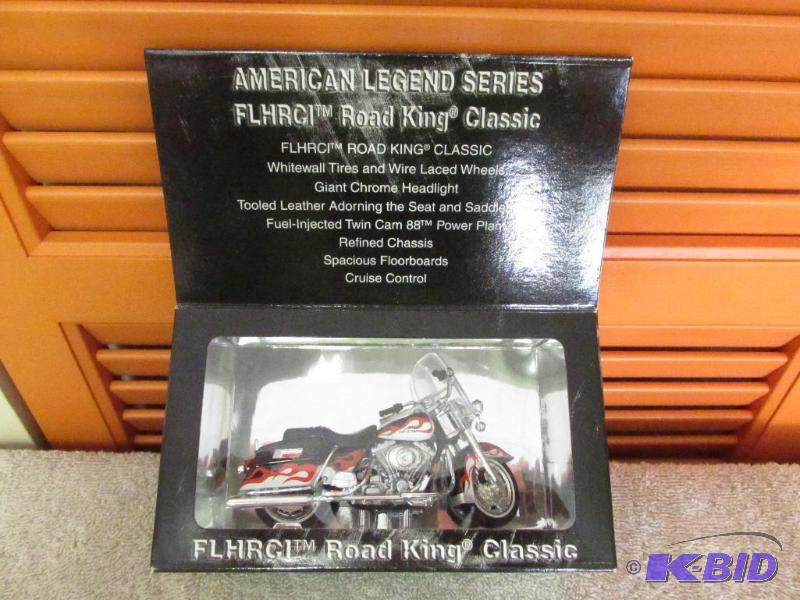 AMERICAN LEGEND SERIES
FLHRCI™ Road King® Classic
FLHRCI™ ROAD KING® CLASSIC
Whitewall Tires and Wire Laced Wheels
Giant Chrome Headlight
Tooled Leather Adorning the Seat and
Fuel-Injected Twin Cam 88™ Power
Refined Chassis
Spacious Floorboards
Cruise Control
FLHRCI™ Road King® Classic
© K-BID